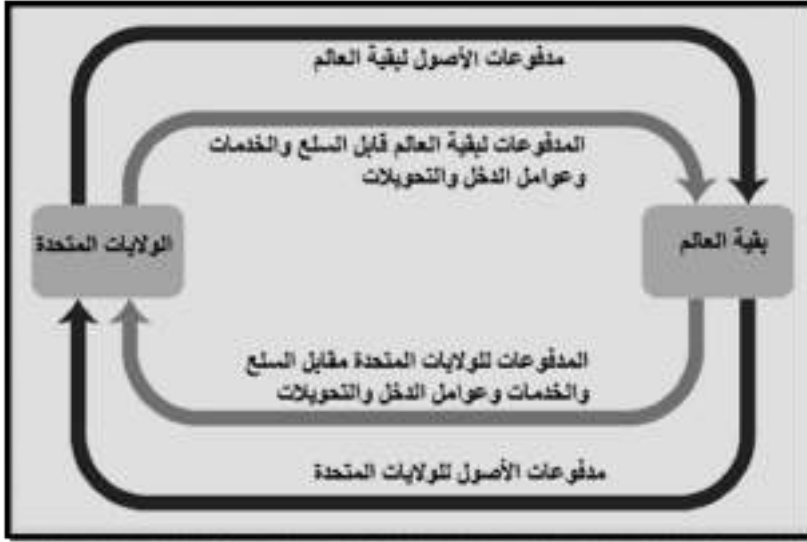 مدفوعات الأصول لبقية العالم
المدفوعات لبقية العالم قابل السلع والخدمات
وعوامل الدخل والتحويلات
بقية العالم
الولايات المتحدة
المدفوعات للولايات المتحدة مقابل السلع
والخدمات وعوامل الدخل والتحويلات
مدفوعات الأصول للولايات المتحدة